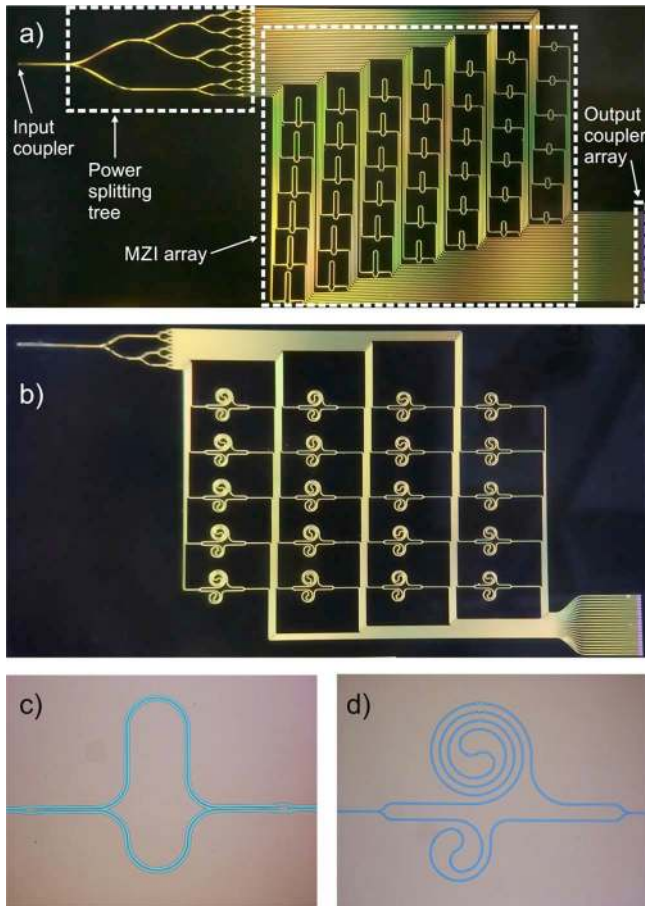 a)
Input
coupler
Power
splitting
tree
MZI array
Output
coupler
array
b)
c)
d)